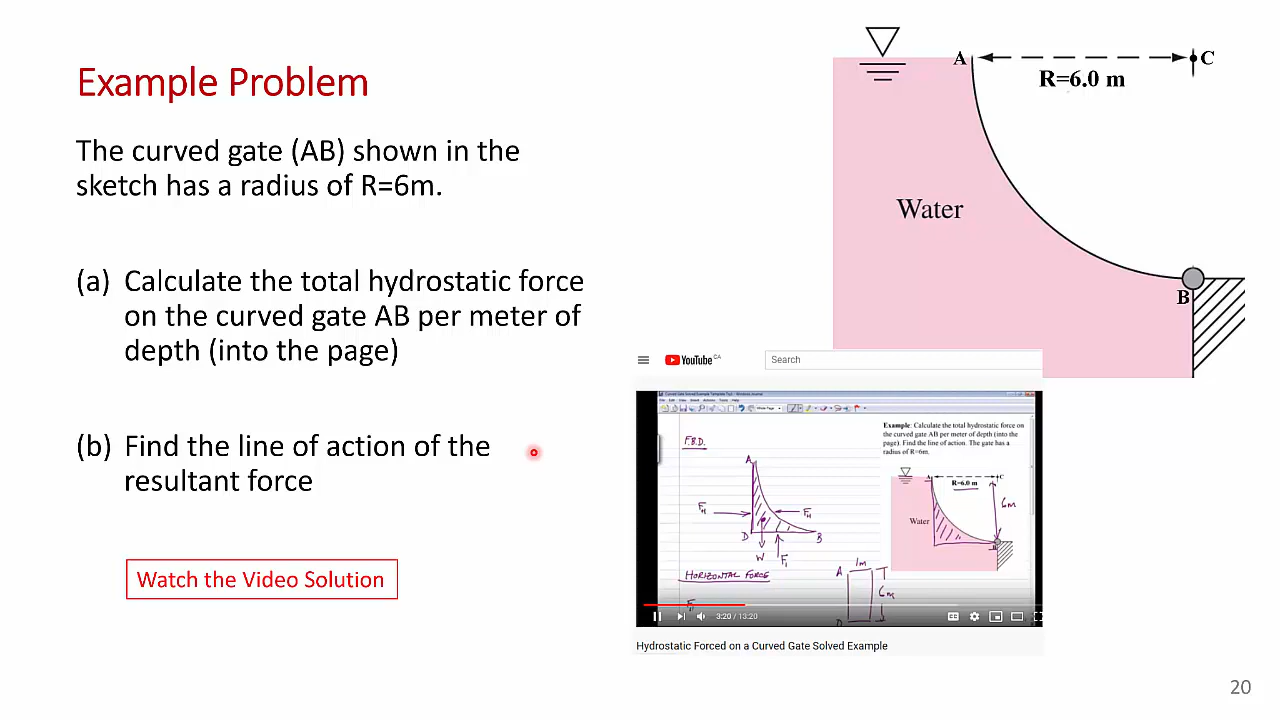 Example Problem
The curved gate (AB) shown in the
sketch has a radius of R=6m.
(a) Calculate the total hydrostatic force
on the curved gate AB per meter of
depth (into the page)
(b) Find the line of action of the
resultant force
Watch the Video Solution
A
R=6.0 m
C
Water
B
YouTube CA
Search
Example: Calculate the total hydrostatic force on
the curved gate AB per meter of depth (into the
page). Find the line of action. The gate has a
radius of R=6m.
F.B.D.
A
FH
FH
D
B
W
F1
HORIZONTAL FORCE
A
1m
6m
D
R=6.0 m
C
6m
Water
3:20 / 13:20
Hydrostatic Forced on a Curved Gate Solved Example
20